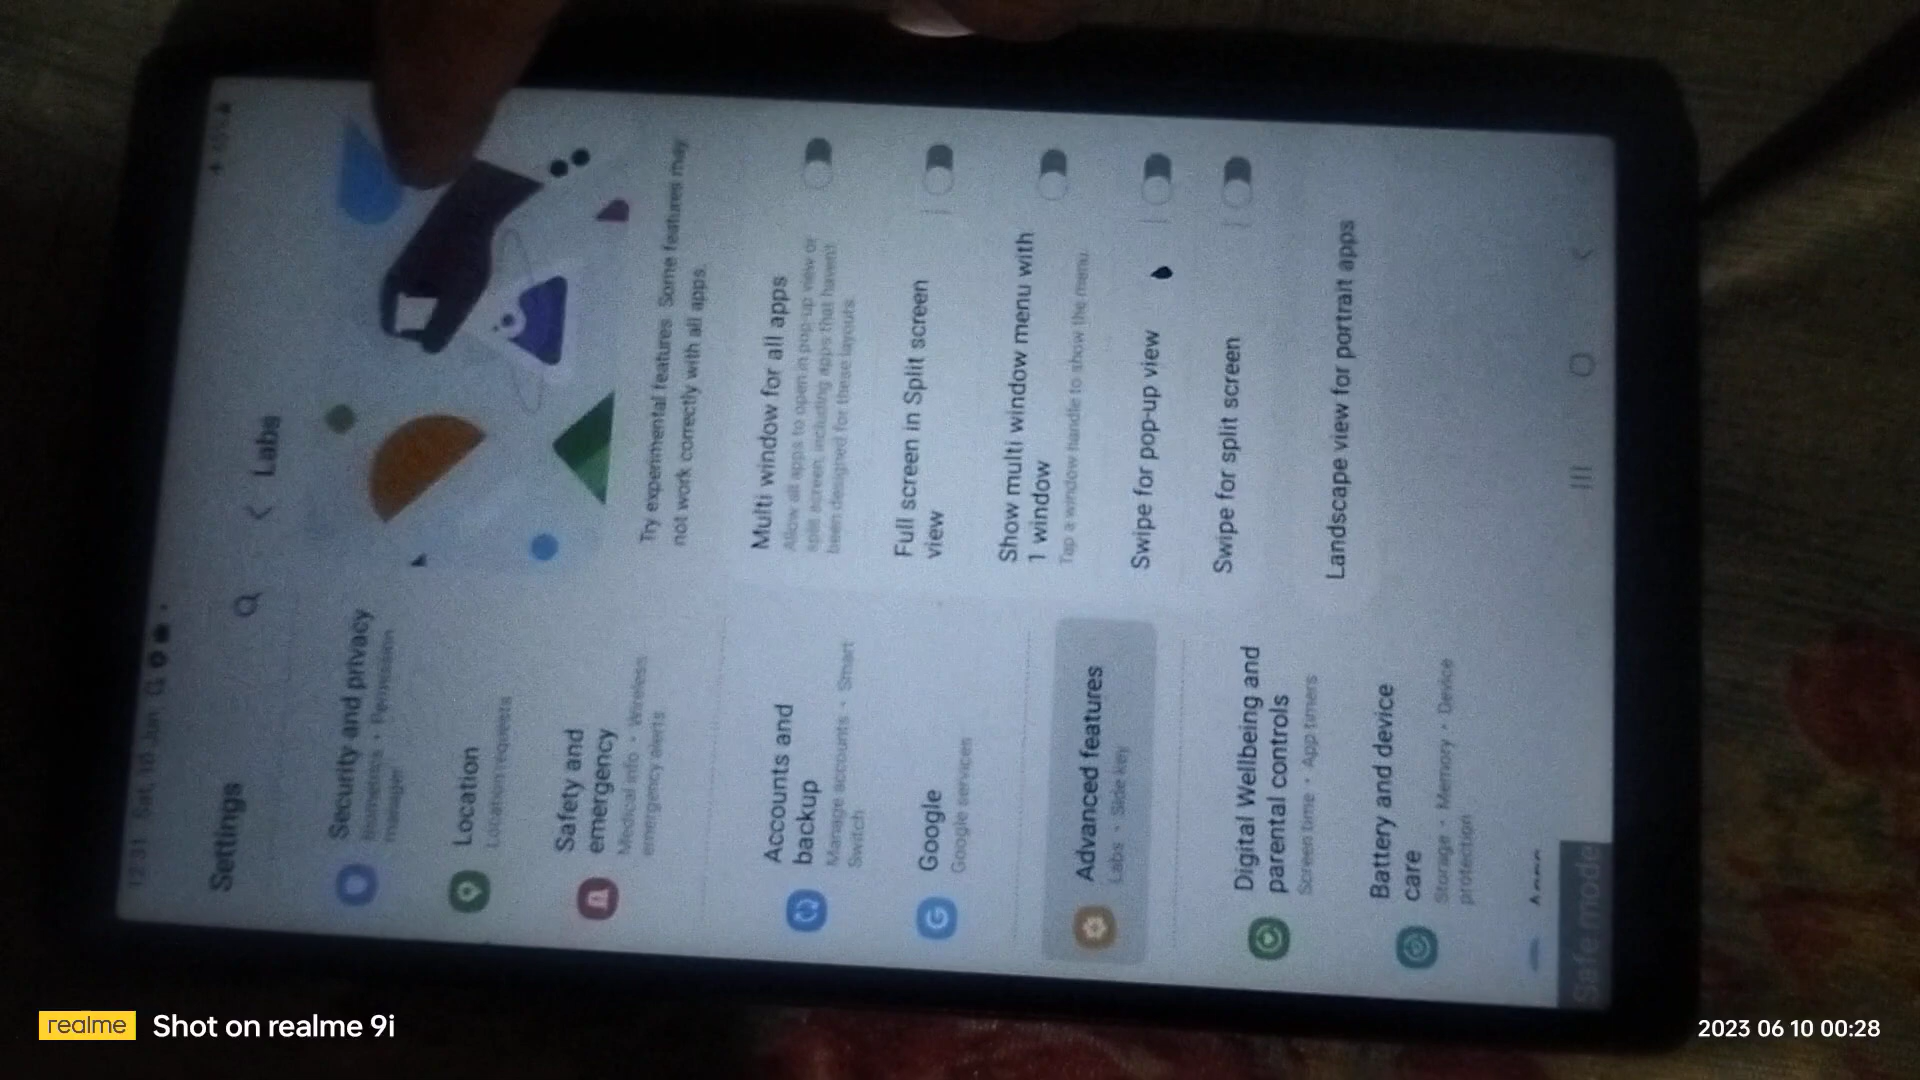 12:31 Sat, 10 Jun
Settings
Security and privacy
Biometrics • Permission
manager
Location
Location requests
Safety and
emergency
Medical info • Wireless
emergency alerts
Accounts and
backup
Manage accounts • Smart
Switch
Google
Google services
Advanced features
Labs • Side key
Digital Wellbeing and
parental controls
Screen time • App timers
Battery and device
care
Storage • Memory • Device
protection
Safe mode
Labs
Try experimental features. Some features may
not work correctly with all apps.
Multi window for all apps
Allow all apps to open in pop-up view or
split screen, including apps that haven't
been designed for these layouts.
Full screen in Split screen
view
Show multi window menu with
1 window
Tap a window handle to show the menu.
Swipe for pop-up view
Swipe for split screen
Landscape view for portrait apps
realme Shot on realme 9i
2023 06 10 00:28